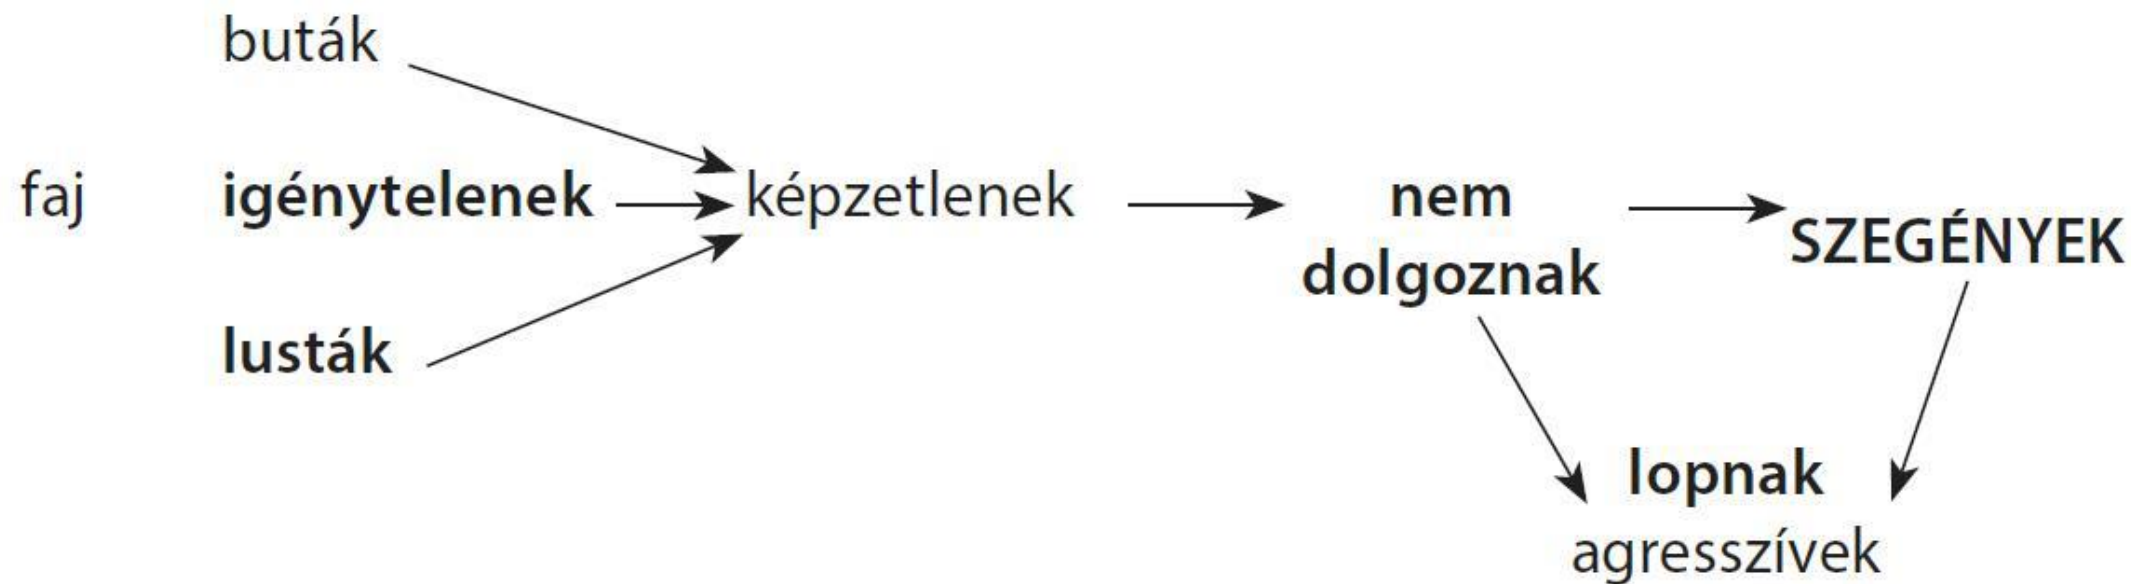 buták
faj igénytelenek képzetlenek nem
dolgoznak
SZEGÉNYEK
lusták
lopnak
agresszívek